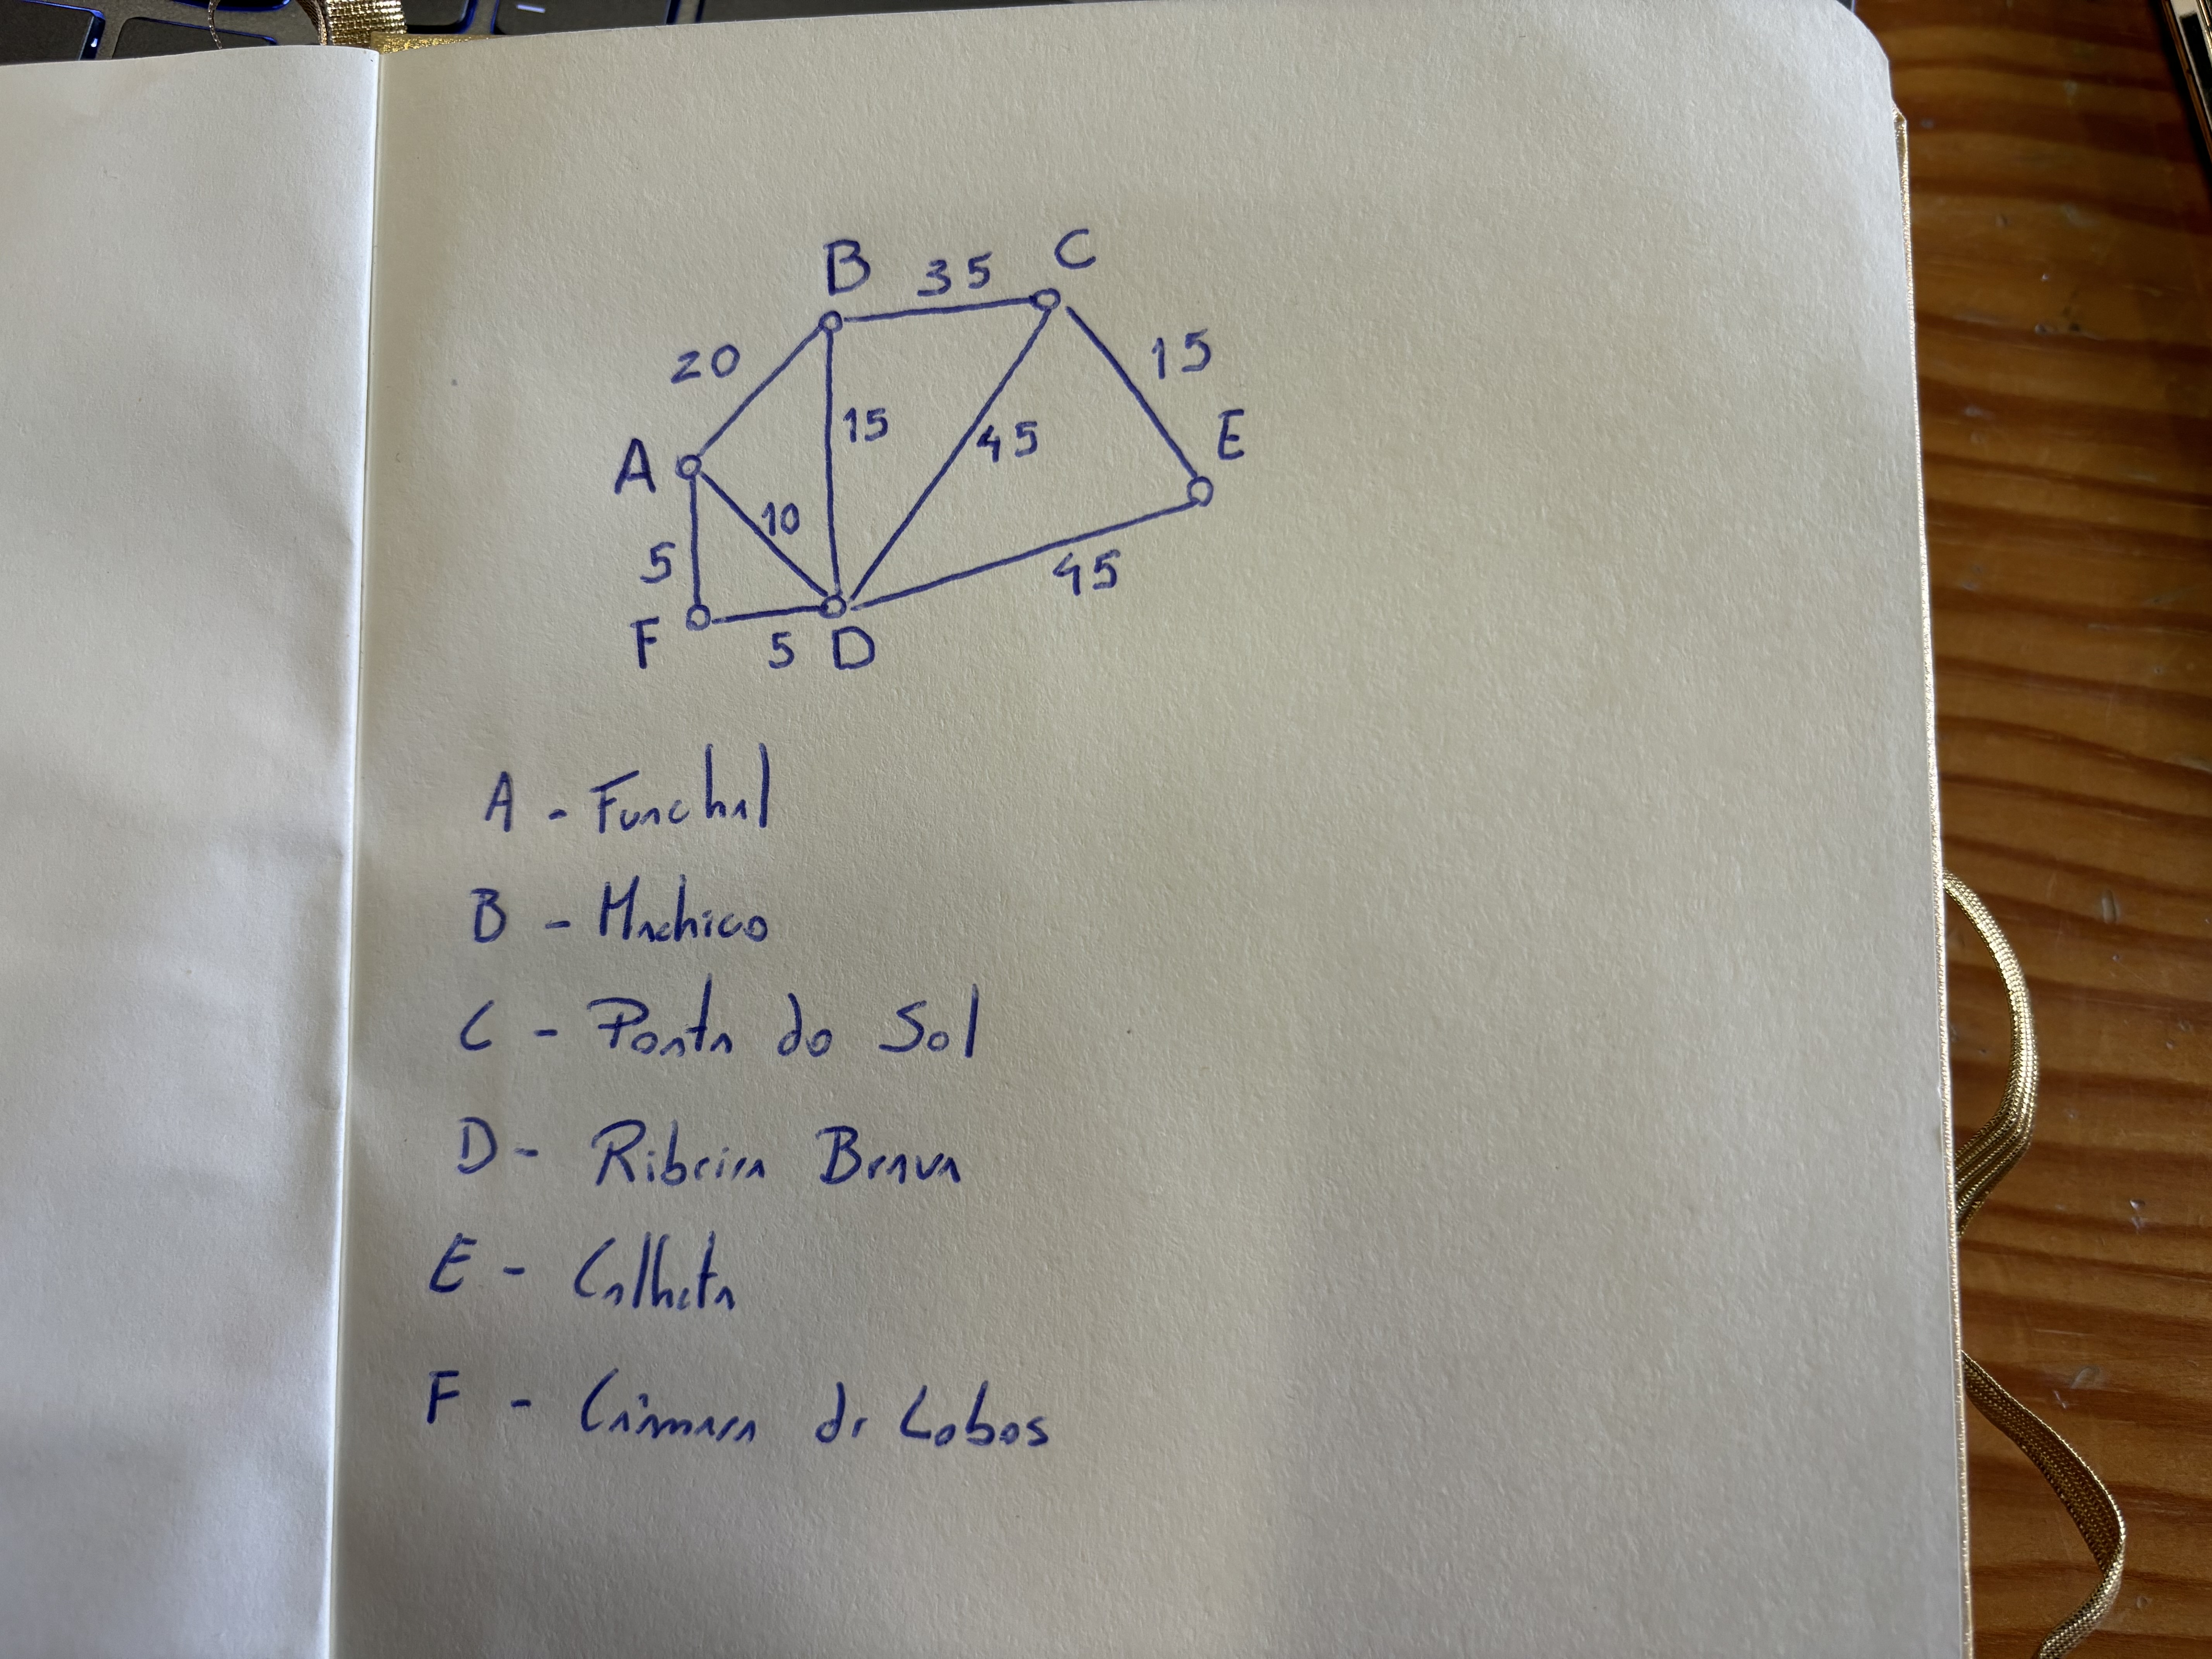 20
B
35
C
A
15
5
10
15
45
E
F
5
D
45
A - Funchal
B - Machico
C - Ponta do Sol
D - Ribeira Brava
E - Calheta
F - Câmara de Lobos